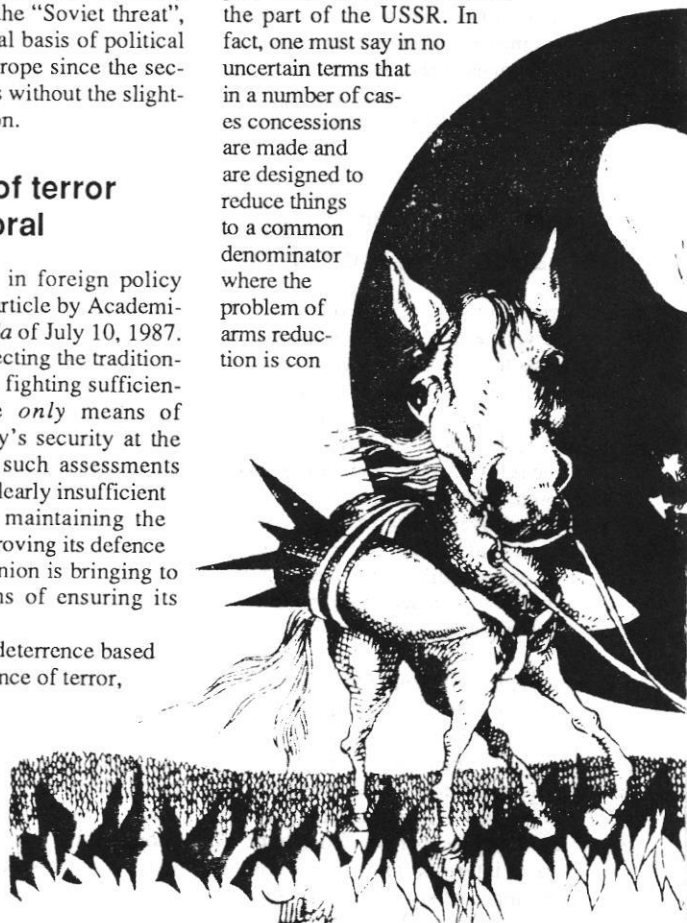 the “Soviet threat”,
al basis of political
rope since the sec-
s without the slight-
on.
of terror
oral
in foreign policy
rticle by Academi-
a of July 10, 1987.
ecting the tradition-
fighting sufficien-
e only means of
y's security at the
such assessments
learly insufficient
maintaining the
roving its defence
nion is bringing to
ns of ensuring its
deterrence based
nce of terror,
the part of the USSR. In
fact, one must say in no
uncertain terms that
in a number of cas-
es concessions
are made and
are designed to
reduce things
to a common
denominator
where the
problem of
arms reduc-
tion is con